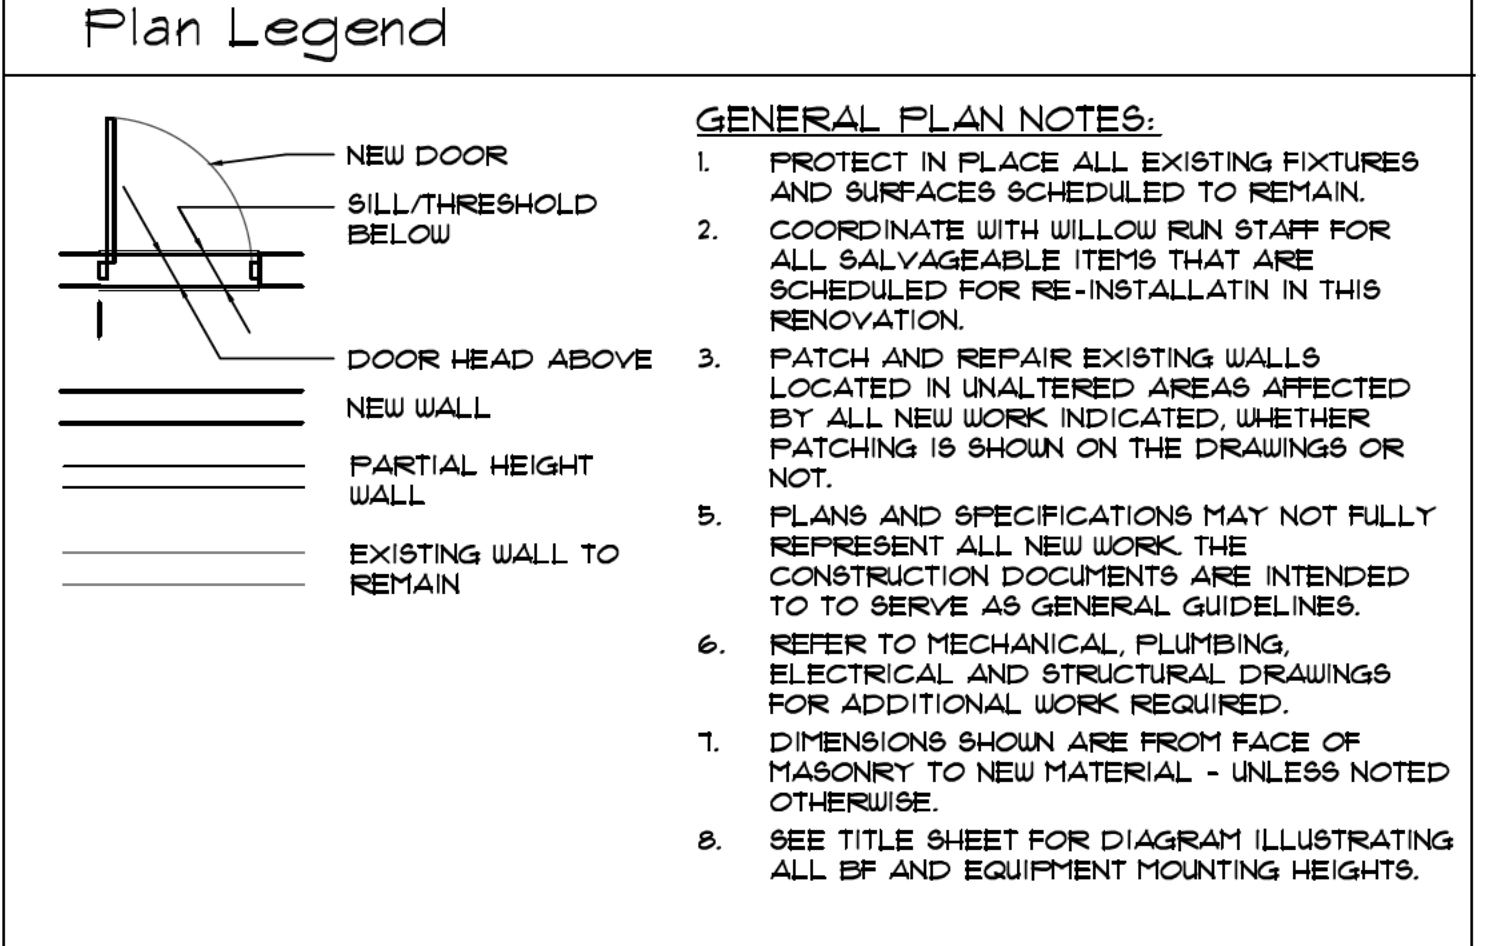 Plan Legend
NEW DOOR
SILL/THRESHOLD
BELOW
DOOR HEAD ABOVE
NEW WALL
PARTIAL HEIGHT
WALL
EXISTING WALL TO
REMAIN
GENERAL PLAN NOTES:
1. PROTECT IN PLACE ALL EXISTING FIXTURES
AND SURFACES SCHEDULED TO REMAIN.
2. COORDINATE WITH WILLOW RUN STAFF FOR
ALL SALVAGEABLE ITEMS THAT ARE
SCHEDULED FOR RE-INSTALLATIN IN THIS
RENOVATION.
3. PATCH AND REPAIR EXISTING WALLS
LOCATED IN UNALTERED AREAS AFFECTED
BY ALL NEW WORK INDICATED, WHETHER
PATCHING IS SHOWN ON THE DRAWINGS OR
NOT.
5. PLANS AND SPECIFICATIONS MAY NOT FULLY
REPRESENT ALL NEW WORK. THE
CONSTRUCTION DOCUMENTS ARE INTENDED
TO TO SERVE AS GENERAL GUIDELINES.
6. REFER TO MECHANICAL, PLUMBING,
ELECTRICAL AND STRUCTURAL DRAWINGS
FOR ADDITIONAL WORK REQUIRED.
7. DIMENSIONS SHOWN ARE FROM FACE OF
MASONRY TO NEW MATERIAL - UNLESS NOTED
OTHERWISE.
8. SEE TITLE SHEET FOR DIAGRAM ILLUSTRATING
ALL BF AND EQUIPMENT MOUNTING HEIGHTS.